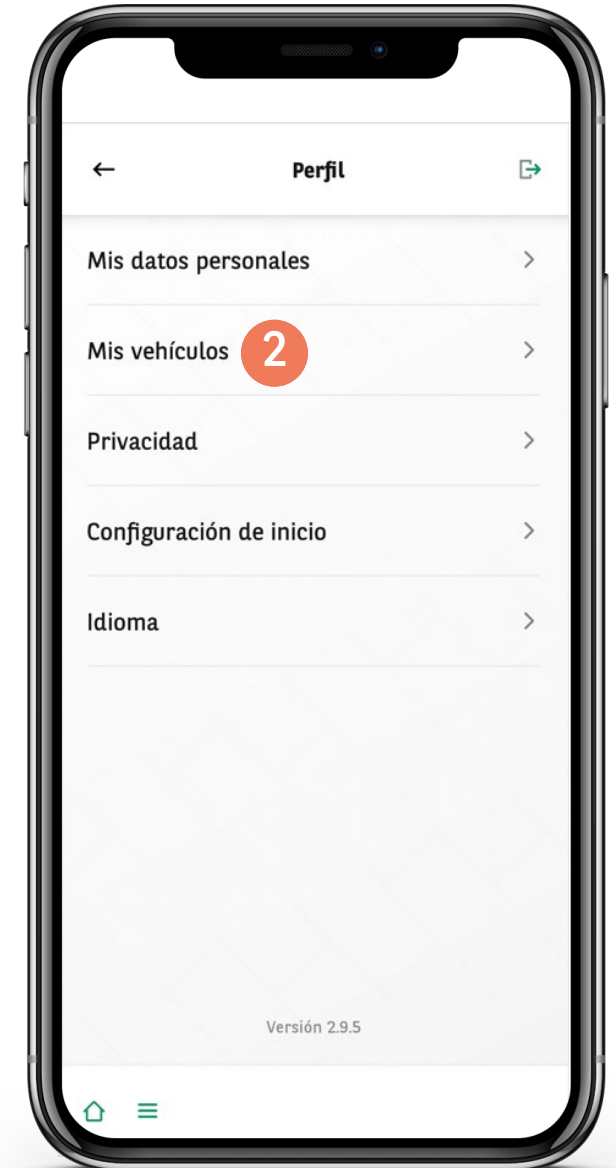 Perfil
Mis datos personales
Mis vehículos 2
Privacidad
Configuración de inicio
Idioma
Versión 2.9.5